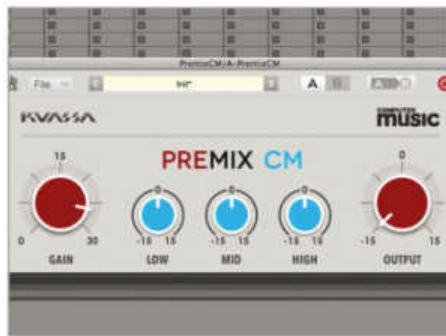 PremixCM/A-PremixCM
File
Init*
A B
A
KVASSA
COMPUTER
music
PREMIX CM
15
0
0
0
0
0 30
-15 15
-15 15
-15 15
-15 15
GAIN
LOW
MID
HIGH
OUTPUT